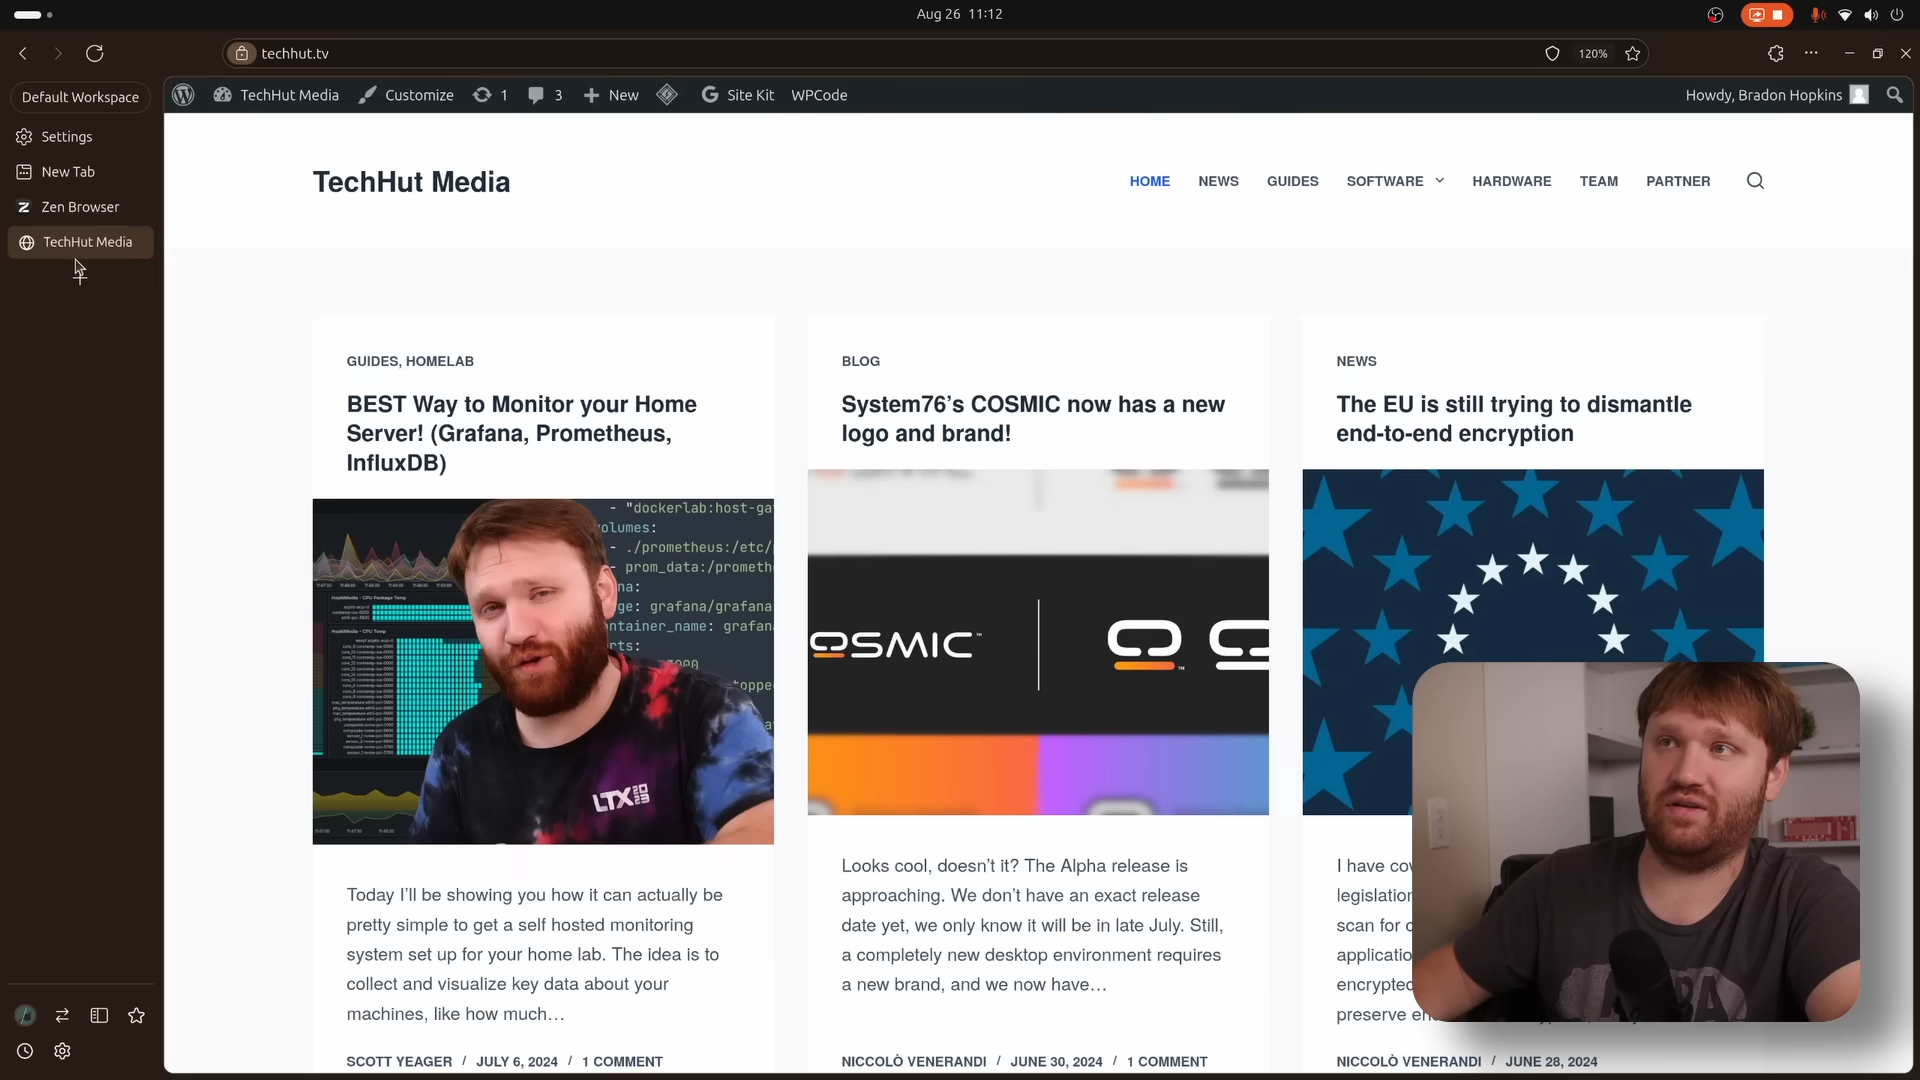 Aug 26 11:12
techhut.tv
120%
Default Workspace
Settings
New Tab
Zen Browser
TechHut Media
TechHut Media
Customize
1
3
New
Site Kit
WPCode
Howdy, Bradon Hopkins
TechHut Media
HOME
NEWS
GUIDES
SOFTWARE
HARDWARE
TEAM
PARTNER
GUIDES, HOMELAB
BEST Way to Monitor your Home
Server! (Grafana, Prometheus,
InfluxDB)
- "dockerlab:host-ga
volumes:
- ./prometheus:/etc/
- prom_data:/prometh
na:
ge: grafana/grafana
ntainer_name: grafan
rts:
LTX 2023
Today I'll be showing you how it can actually be
pretty simple to get a self hosted monitoring
system set up for your home lab. The idea is to
collect and visualize key data about your
machines, like how much…
SCOTT YEAGER / JULY 6, 2024 / 1 COMMENT
BLOG
System76’s COSMIC now has a new
logo and brand!
COSMIC™
Looks cool, doesn’t it? The Alpha release is
approaching. We don’t have an exact release
date yet, we only know it will be in late July. Still,
a completely new desktop environment requires
a new brand, and we now have…
NICCOLÒ VENERANDI / JUNE 30, 2024 / 1 COMMENT
NEWS
The EU is still trying to dismantle
end-to-end encryption
I have cov
legislation
scan for c
applicatio
encrypted
preserve en
NICCOLÒ VENERANDI / JUNE 28, 2024